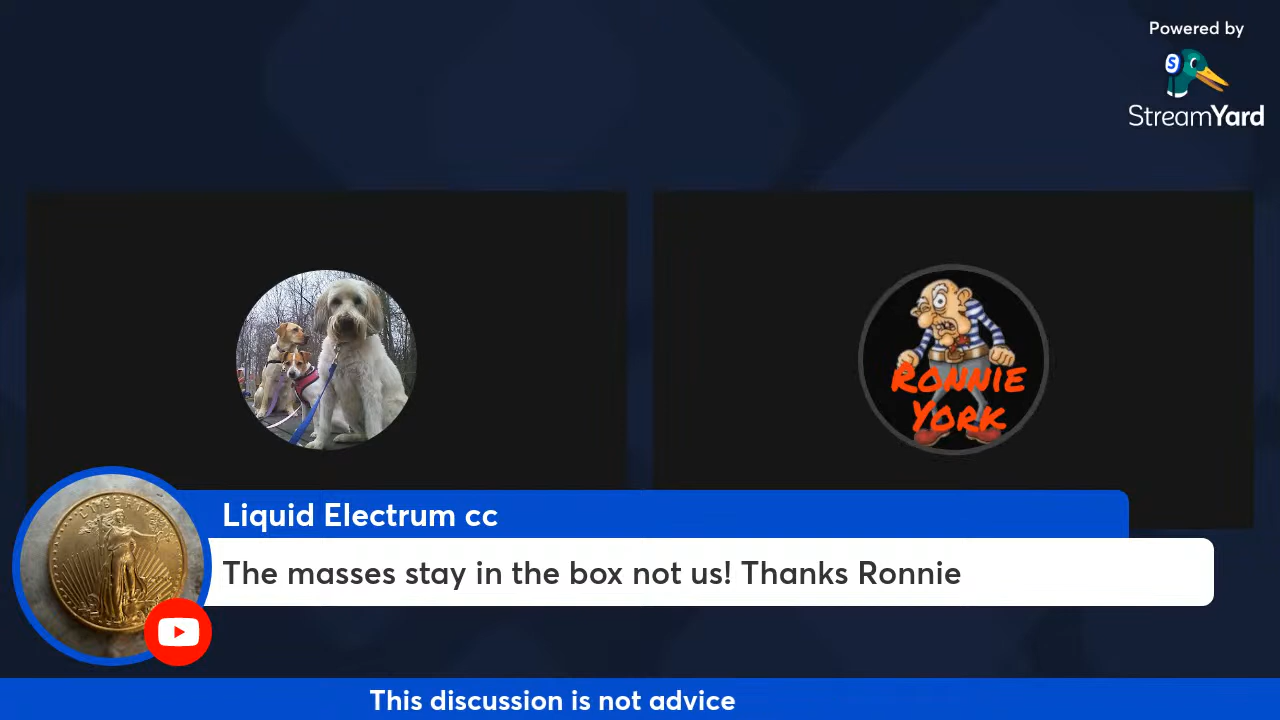 Powered by
S
StreamYard
RONNIE
YORK
LIBERTY
Liquid Electrum cc
The masses stay in the box not us! Thanks Ronnie
This discussion is not advice